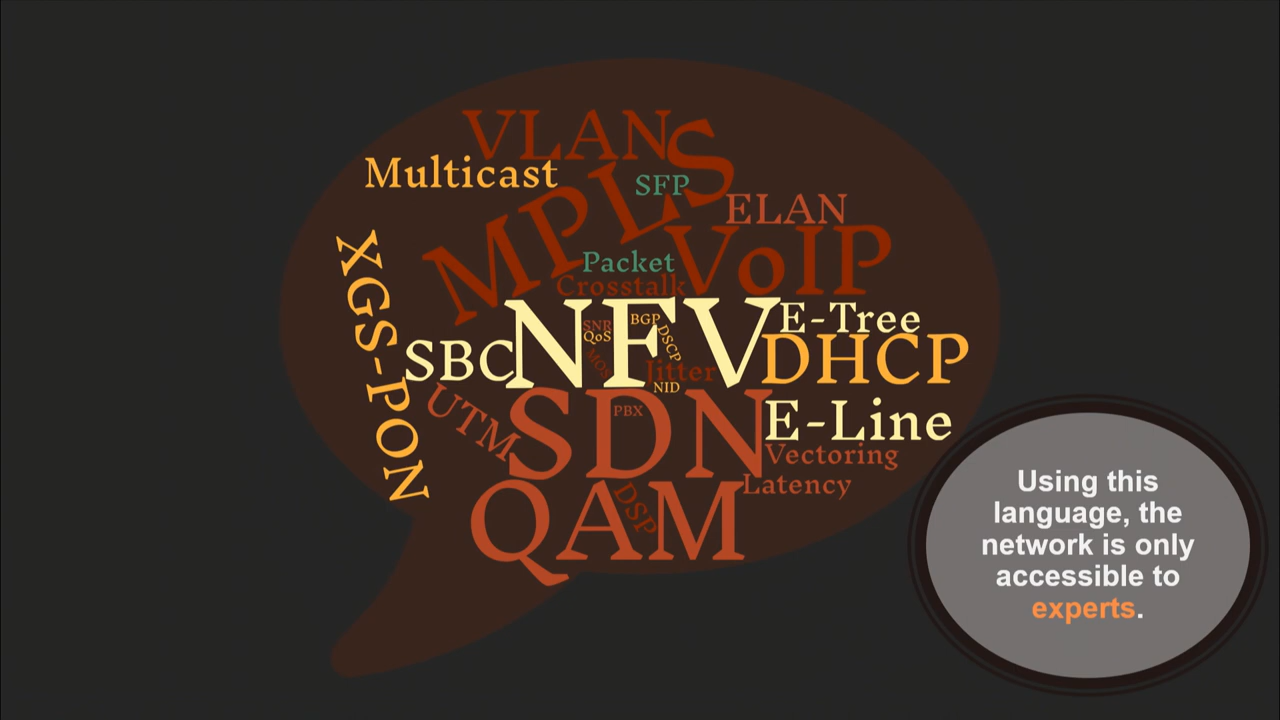 VLAN
Multicast
SFP
MPLS
ELAN
VoIP
Packet
Crosstalk
XGS-PON
NFV
E-Tree
SNR
BGP
QoS
DSCP
SBC
DHCP
MOS
Jitter
NID
UTM
SDN
PBX
E-Line
Vectoring
Latency
QAM
DSP
Using this
language, the
network is only
accessible to
experts.